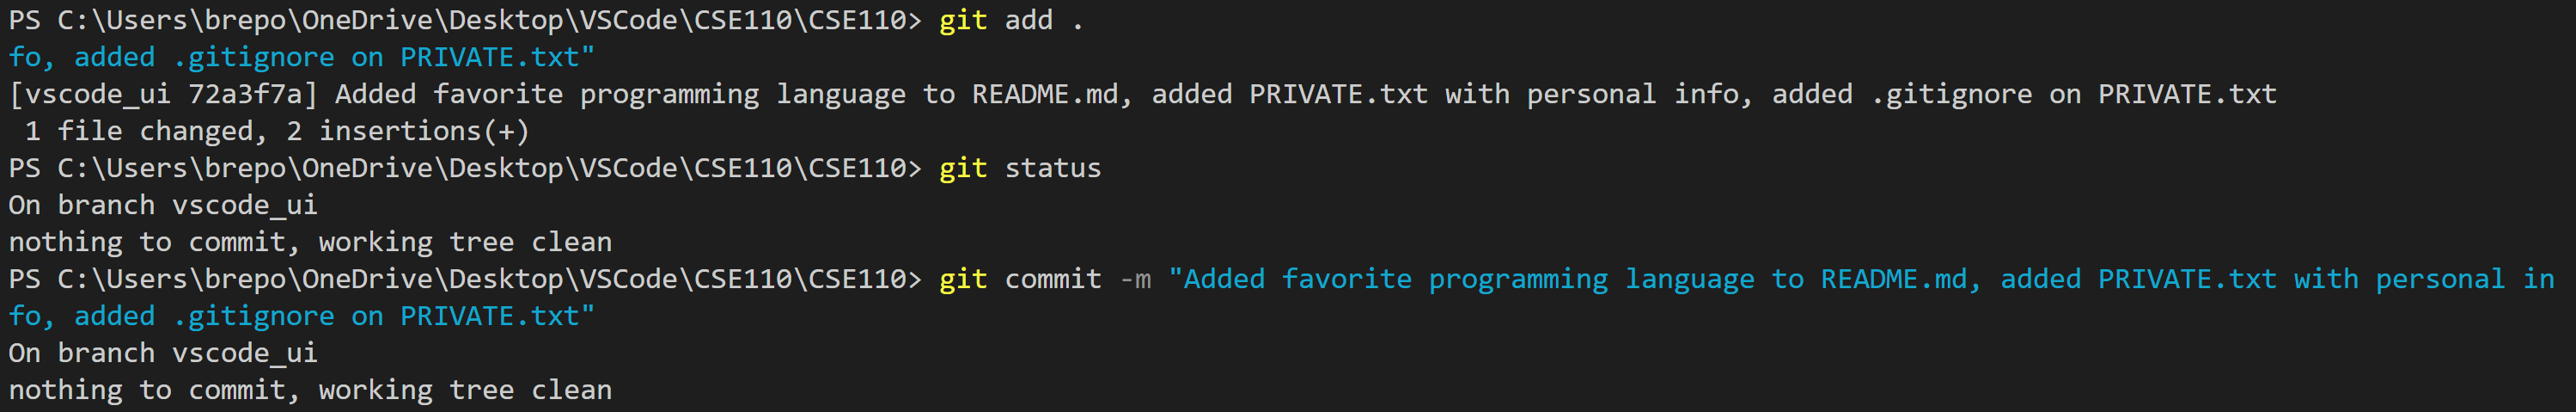 PS C:\Users\brepo\OneDrive\Desktop\VSCode\CSE110\CSE110> git add .
fo, added .gitignore on PRIVATE.txt"
[vscode_ui 72a3f7a] Added favorite programming language to README.md, added PRIVATE.txt with personal info, added .gitignore on PRIVATE.txt
 1 file changed, 2 insertions(+)
PS C:\Users\brepo\OneDrive\Desktop\VSCode\CSE110\CSE110> git status
On branch vscode_ui
nothing to commit, working tree clean
PS C:\Users\brepo\OneDrive\Desktop\VSCode\CSE110\CSE110> git commit -m "Added favorite programming language to README.md, added PRIVATE.txt with personal in
fo, added .gitignore on PRIVATE.txt"
On branch vscode_ui
nothing to commit, working tree clean